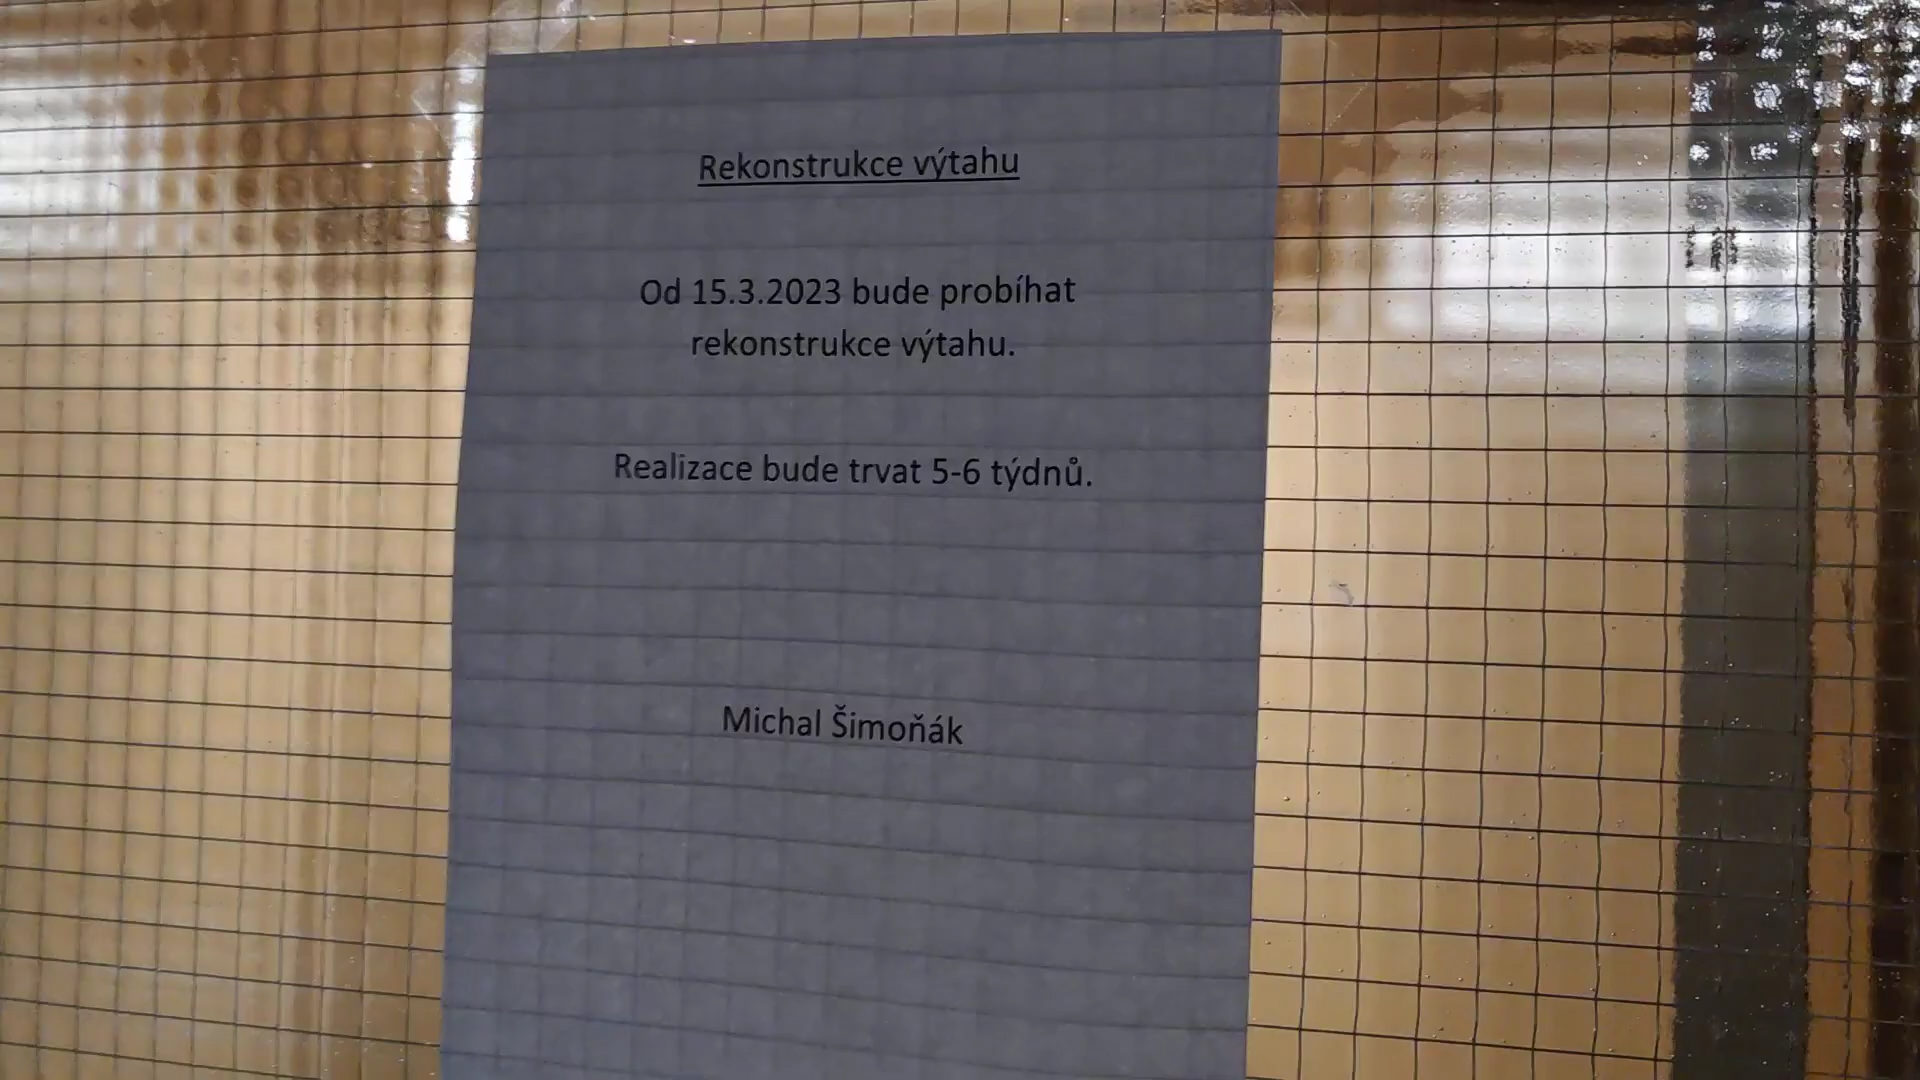 Rekonstrukce výtahu
Od 15.3.2023 bude probíhat
rekonstrukce výtahu.
Realizace bude trvat 5-6 týdnů.
Michal Šimoňák